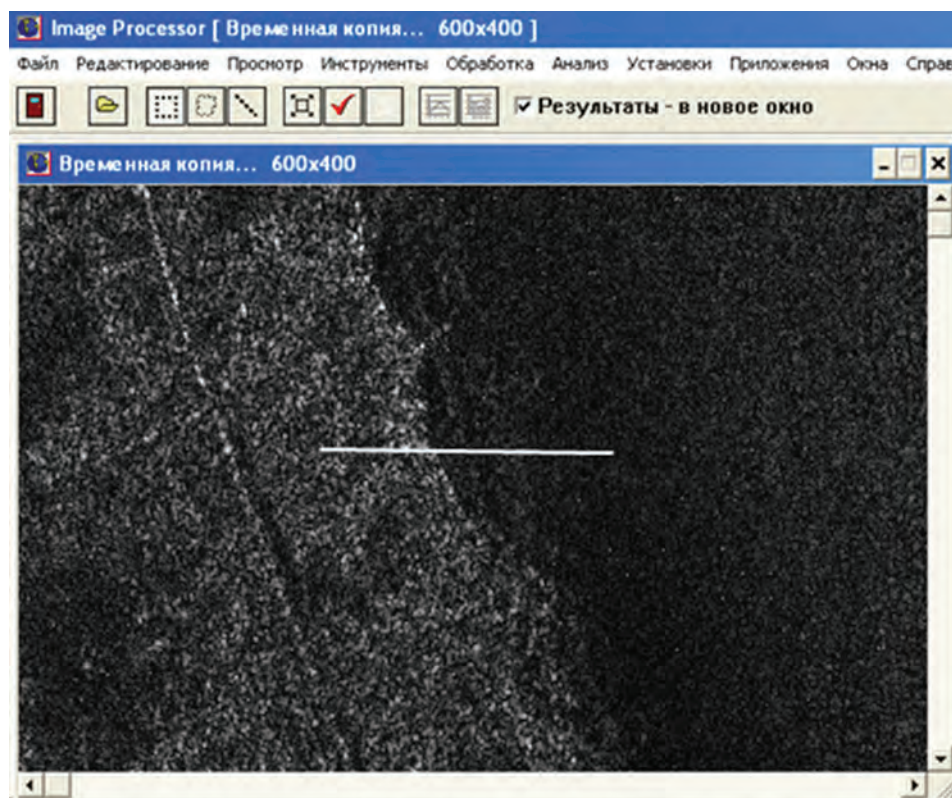 Image Processor [ Временная копия... 600x400 ]
Файл Редактирование Просмотр Инструменты Обработка Анализ Установки Приложения Окна Справ
Результаты - в новое окно
Временная копия... 600x400